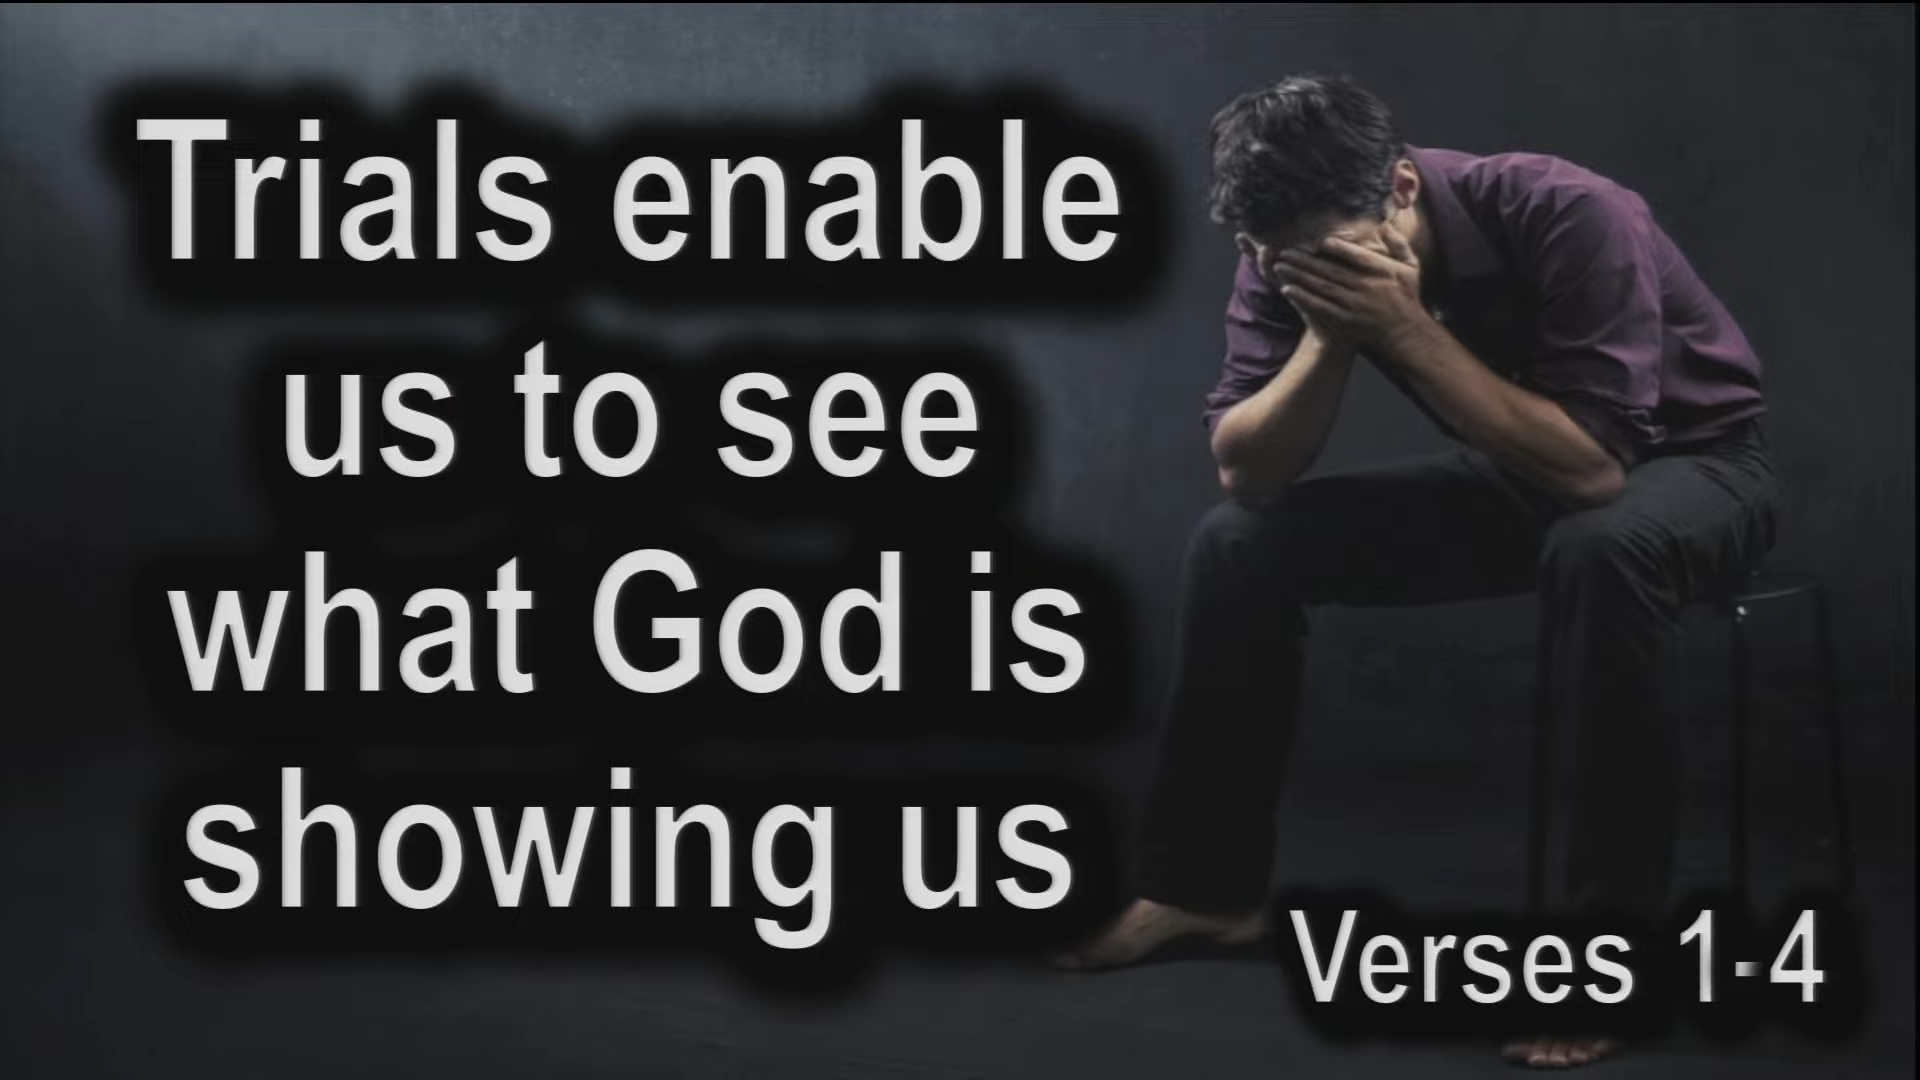 Trials enable
us to see
what God is
showing us
Verses 1-4